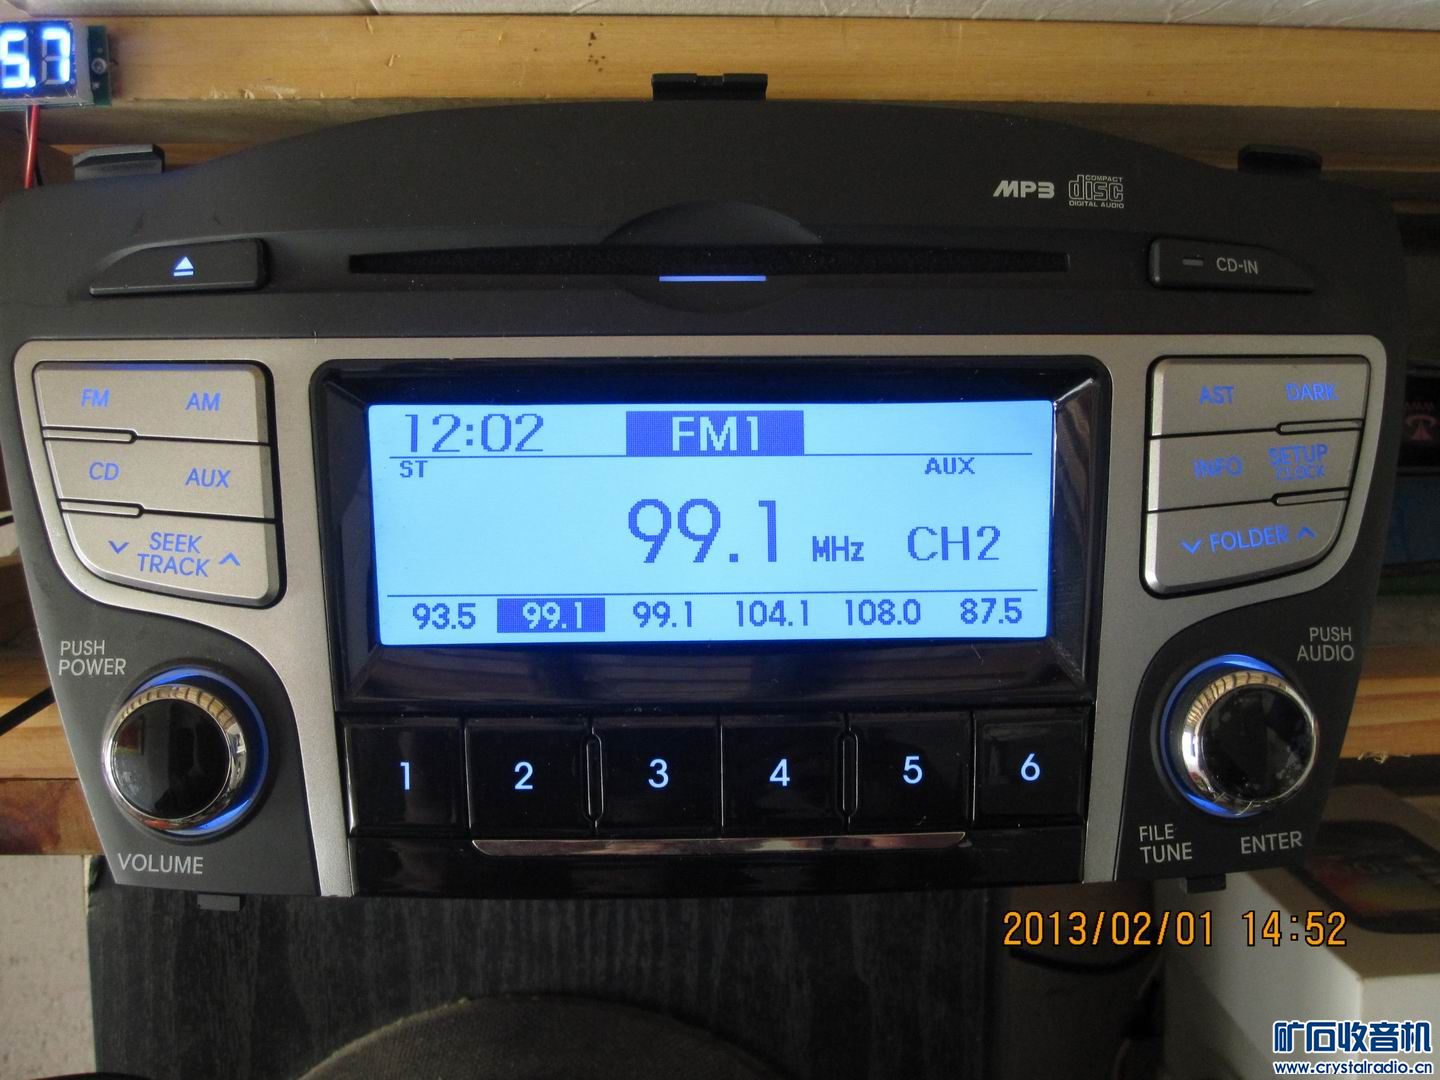 5.7
MP3
COMPACT
disc
DIGITAL AUDIO
CD-IN
FM AM
CD AUX
SEEK
TRACK
AST DARK
INFO SETUP
CLOCK
FOLDER
12:02 FM1
ST AUX
99.1 MHz CH2
93.5 99.1 99.1 104.1 108.0 87.5
PUSH
POWER
VOLUME
PUSH
AUDIO
FILE
TUNE
ENTER
1 2 3 4 5 6
2013/02/01 14:52
矿石收音机
www.crystalradio.cn